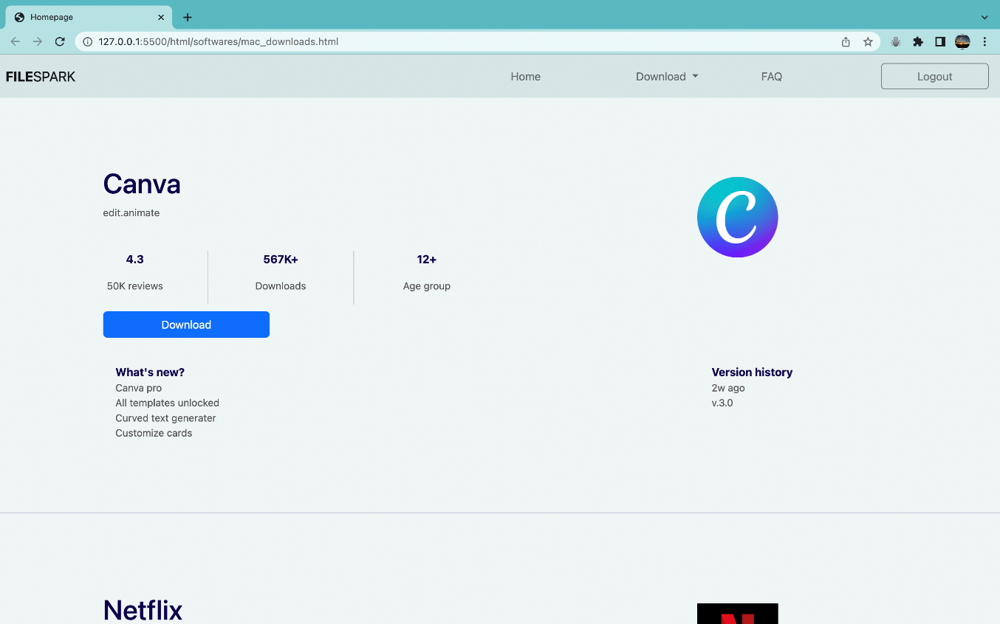 Homepage
127.0.0.1:5500/html/softwares/mac_downloads.html
FILESPARK
Home
Download
FAQ
Logout
Canva
edit.animate
C
4.3
567K+
12+
50K reviews
Downloads
Age group
Download
What's new?
Canva pro
All templates unlocked
Curved text generater
Customize cards
Version history
2w ago
v.3.0
Netflix
N